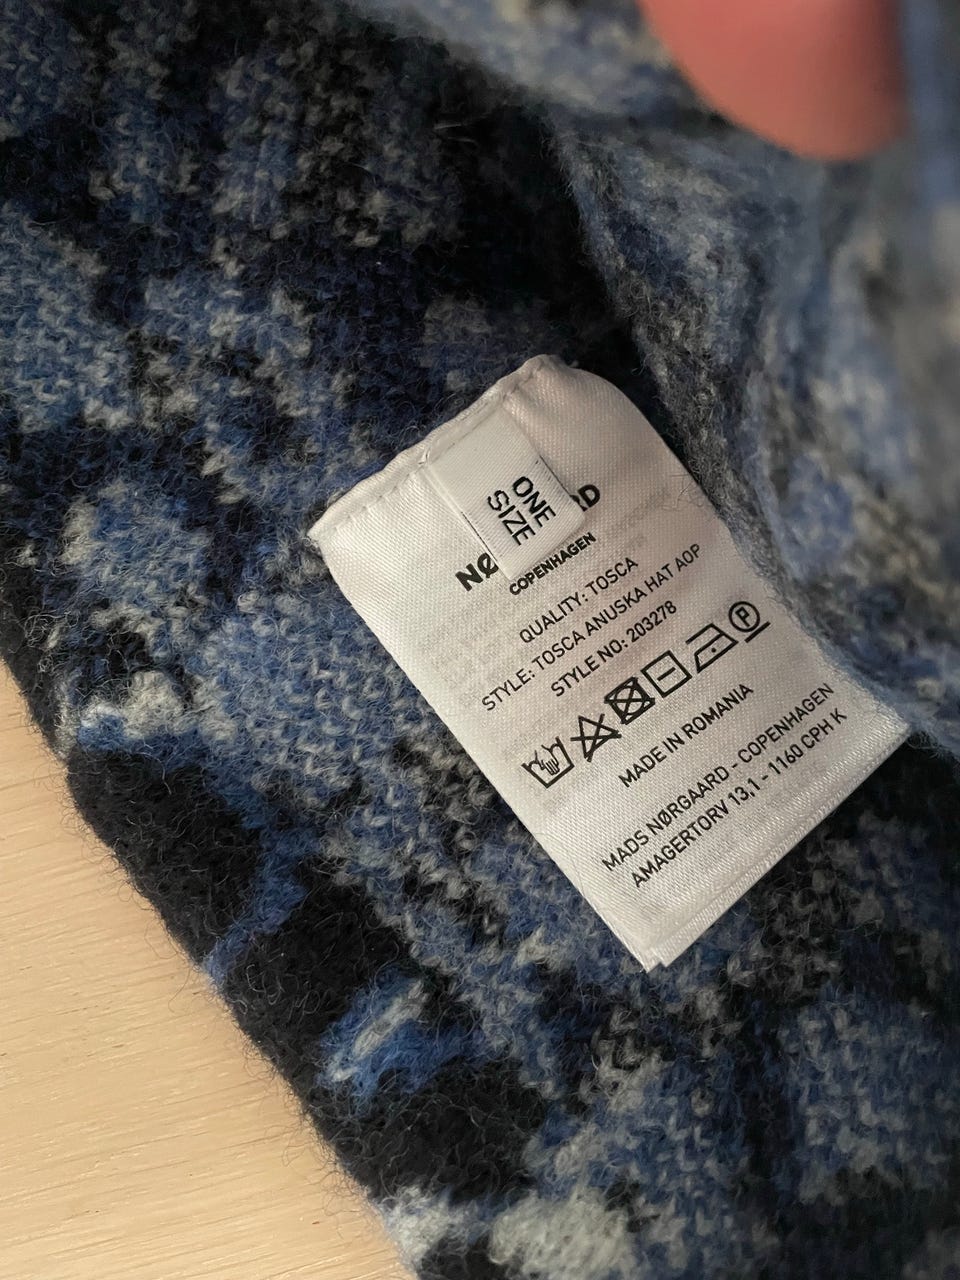 ONE
SIZE
COPENHAGEN
QUALITY: TOSCA
STYLE: TOSCA ANUSKA HAT AOP
STYLE NO: 203278
P
MADE IN ROMANIA
MADS NØRGAARD - COPENHAGEN
AMAGERTORV 13,1 - 1160 CPH K